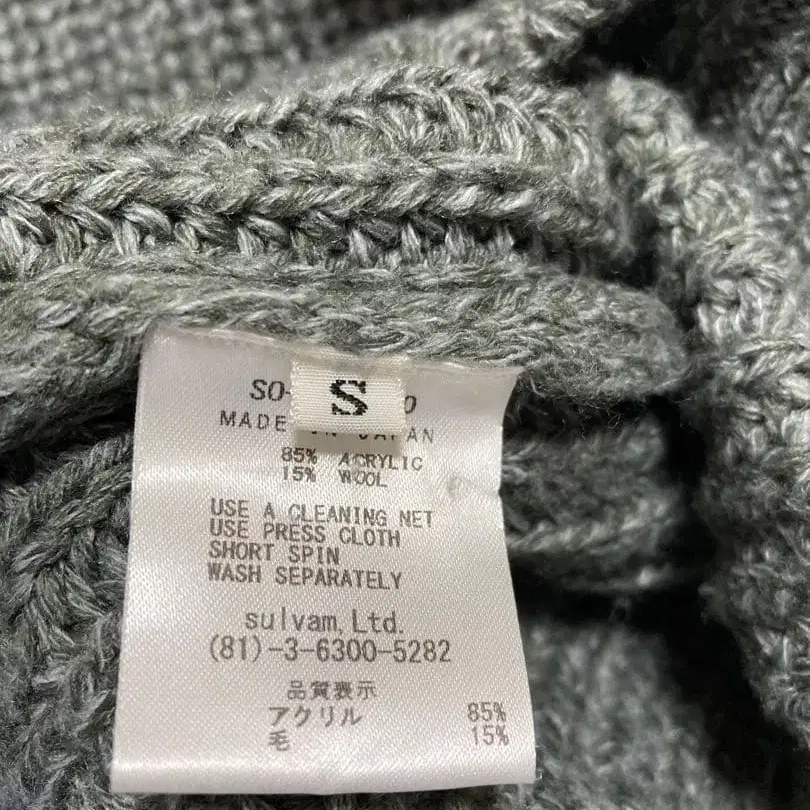 S
SO-
MADE IN JAPAN
85% ACRYLIC
15% WOOL
USE A CLEANING NET
USE PRESS CLOTH
SHORT SPIN
WASH SEPARATELY
sulvam,Ltd.
(81)-3-6300-5282
品質表示
アクリル 85%
毛 15%